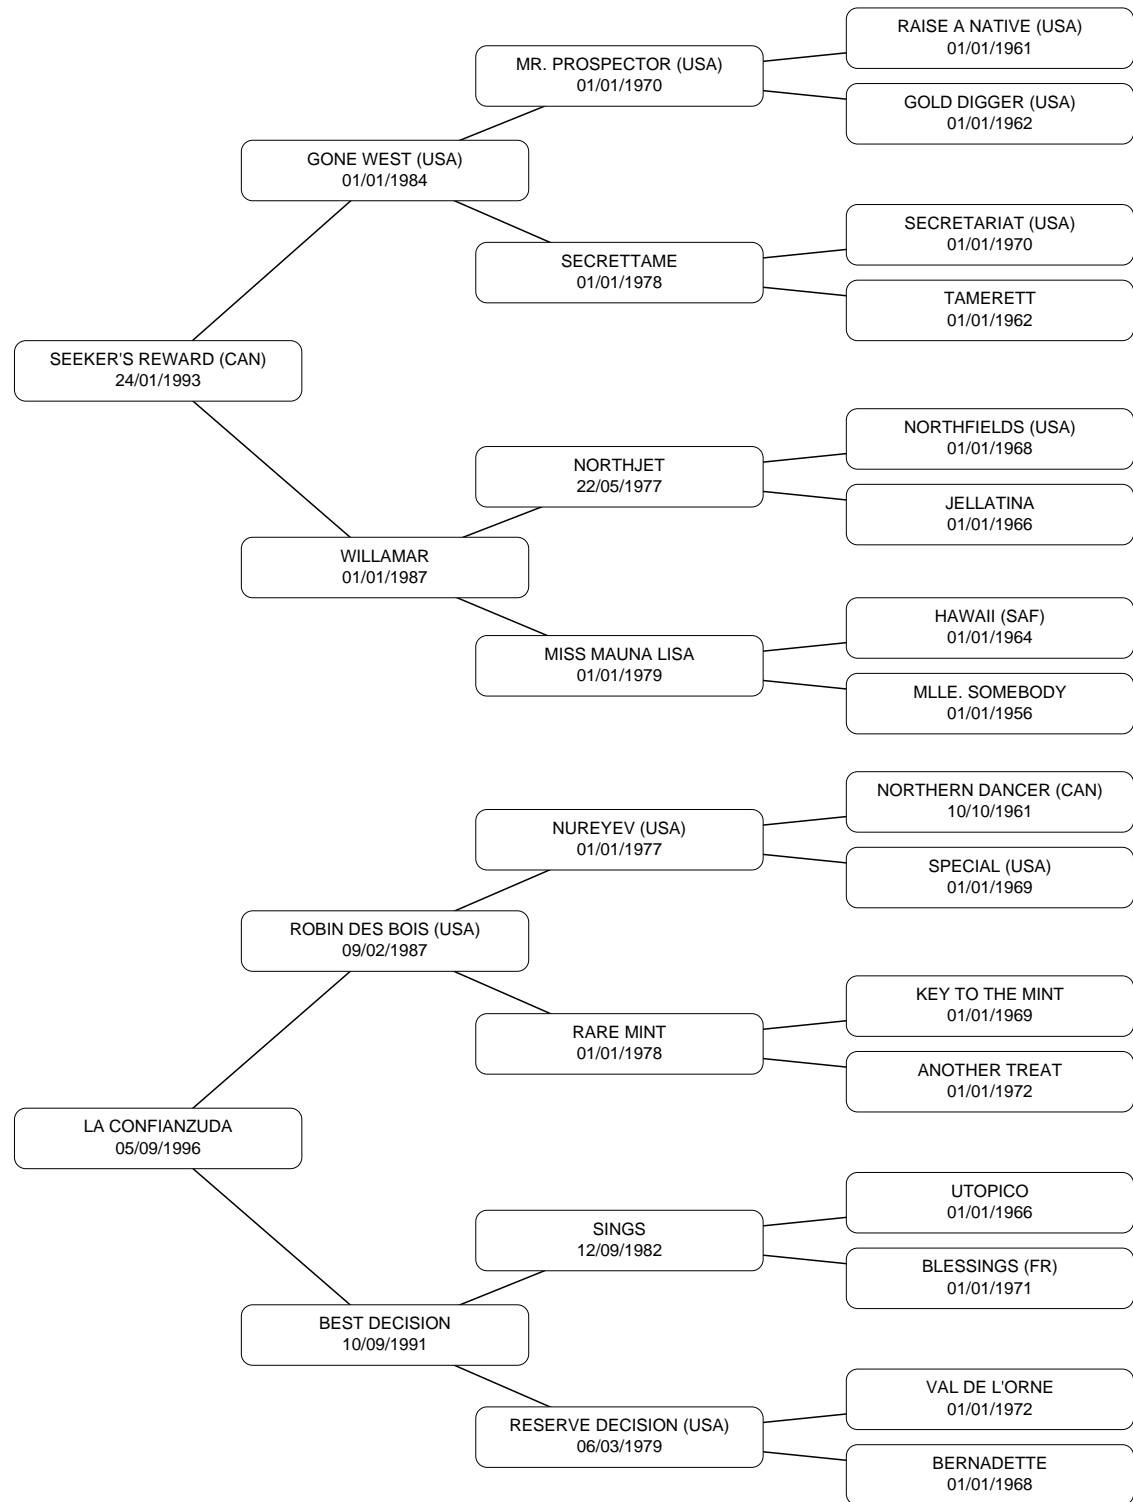 RAISE A NATIVE (USA)
01/01/1961
MR. PROSPECTOR (USA)
01/01/1970
GOLD DIGGER (USA)
01/01/1962
GONE WEST (USA)
01/01/1984
SECRETARIAT (USA)
01/01/1970
SECRETTAME
01/01/1978
TAMERETT
01/01/1962
SEEKER'S REWARD (CAN)
24/01/1993
NORTHFIELDS (USA)
01/01/1968
NORTHJET
22/05/1977
JELLATINA
01/01/1966
WILLAMAR
01/01/1987
HAWAII (SAF)
01/01/1964
MISS MAUNA LISA
01/01/1979
MLLE. SOMEBODY
01/01/1956
NORTHERN DANCER (CAN)
10/10/1961
NUREYEV (USA)
01/01/1977
SPECIAL (USA)
01/01/1969
ROBIN DES BOIS (USA)
09/02/1987
KEY TO THE MINT
01/01/1969
RARE MINT
01/01/1978
ANOTHER TREAT
01/01/1972
LA CONFIANZUDA
05/09/1996
UTOPICO
01/01/1966
SINGS
12/09/1982
BLESSINGS (FR)
01/01/1971
BEST DECISION
10/09/1991
VAL DE L'ORNE
01/01/1972
RESERVE DECISION (USA)
06/03/1979
BERNADETTE
01/01/1968